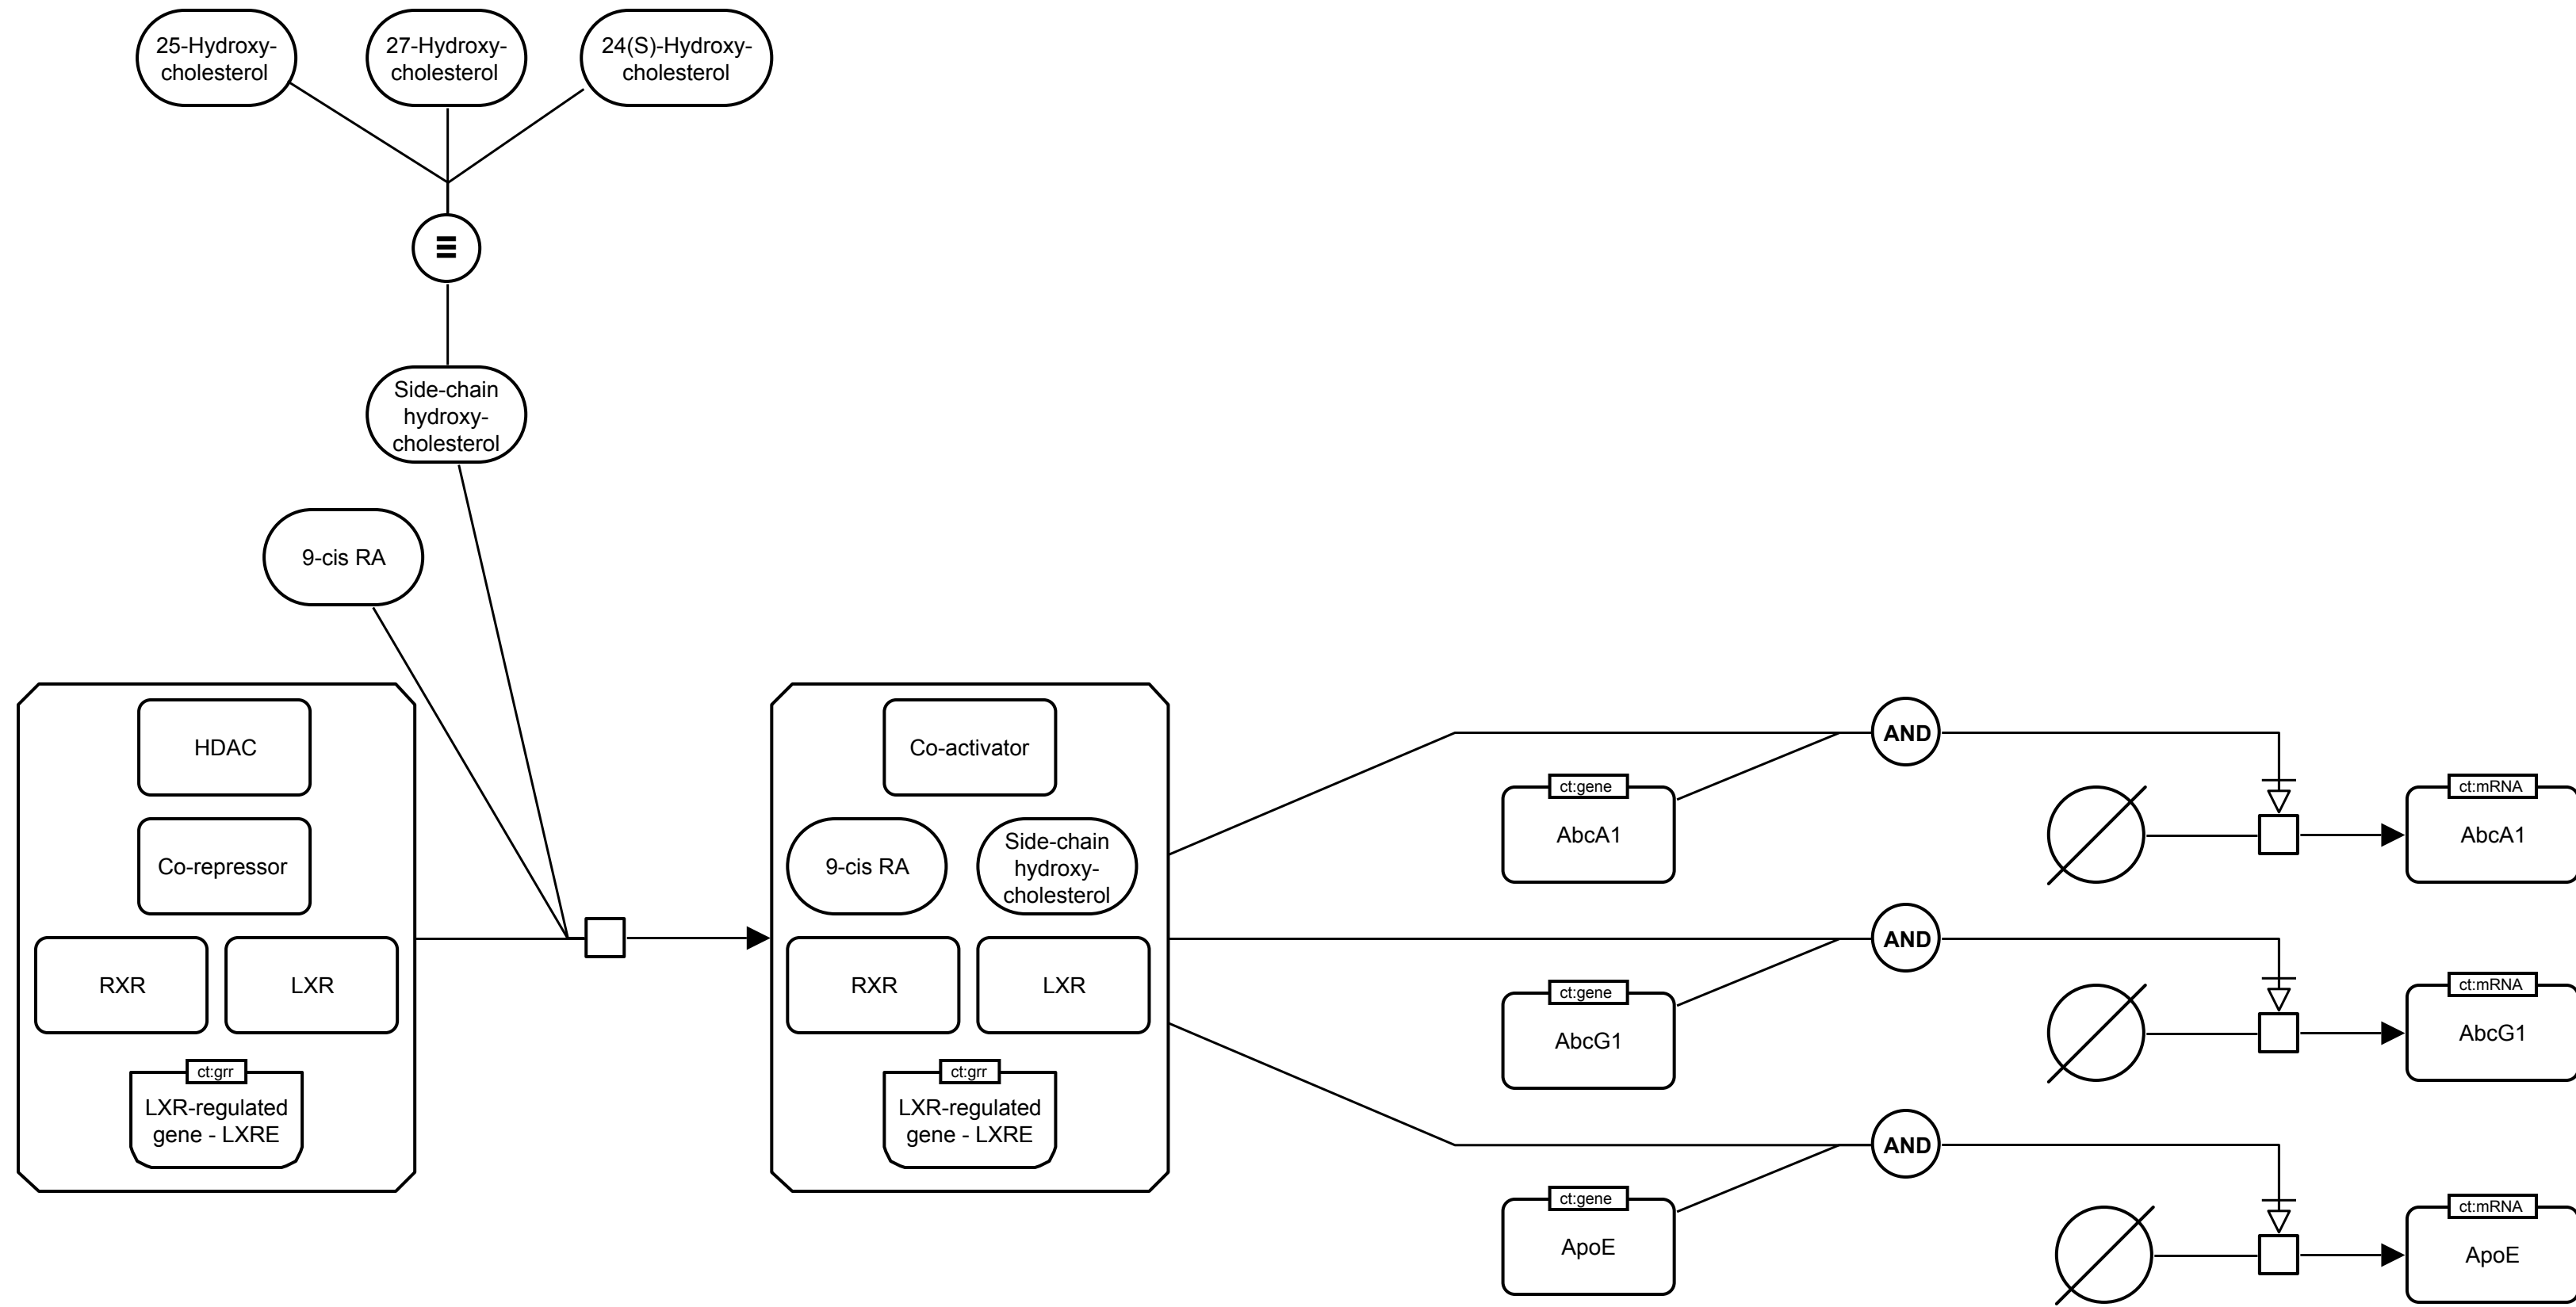 25-Hydroxy-
cholesterol
27-Hydroxy-
cholesterol
24(S)-Hydroxy-
cholesterol
≡
Side-chain
hydroxy-
cholesterol
9-cis RA
HDAC
Co-repressor
RXR
LXR
ct:grr
LXR-regulated
gene - LXRE
Co-activator
9-cis RA
Side-chain
hydroxy-
cholesterol
RXR
LXR
ct:grr
LXR-regulated
gene - LXRE
AND
ct:gene
AbcA1
ct:mRNA
AbcA1
AND
ct:gene
AbcG1
ct:mRNA
AbcG1
AND
ct:gene
ApoE
ct:mRNA
ApoE